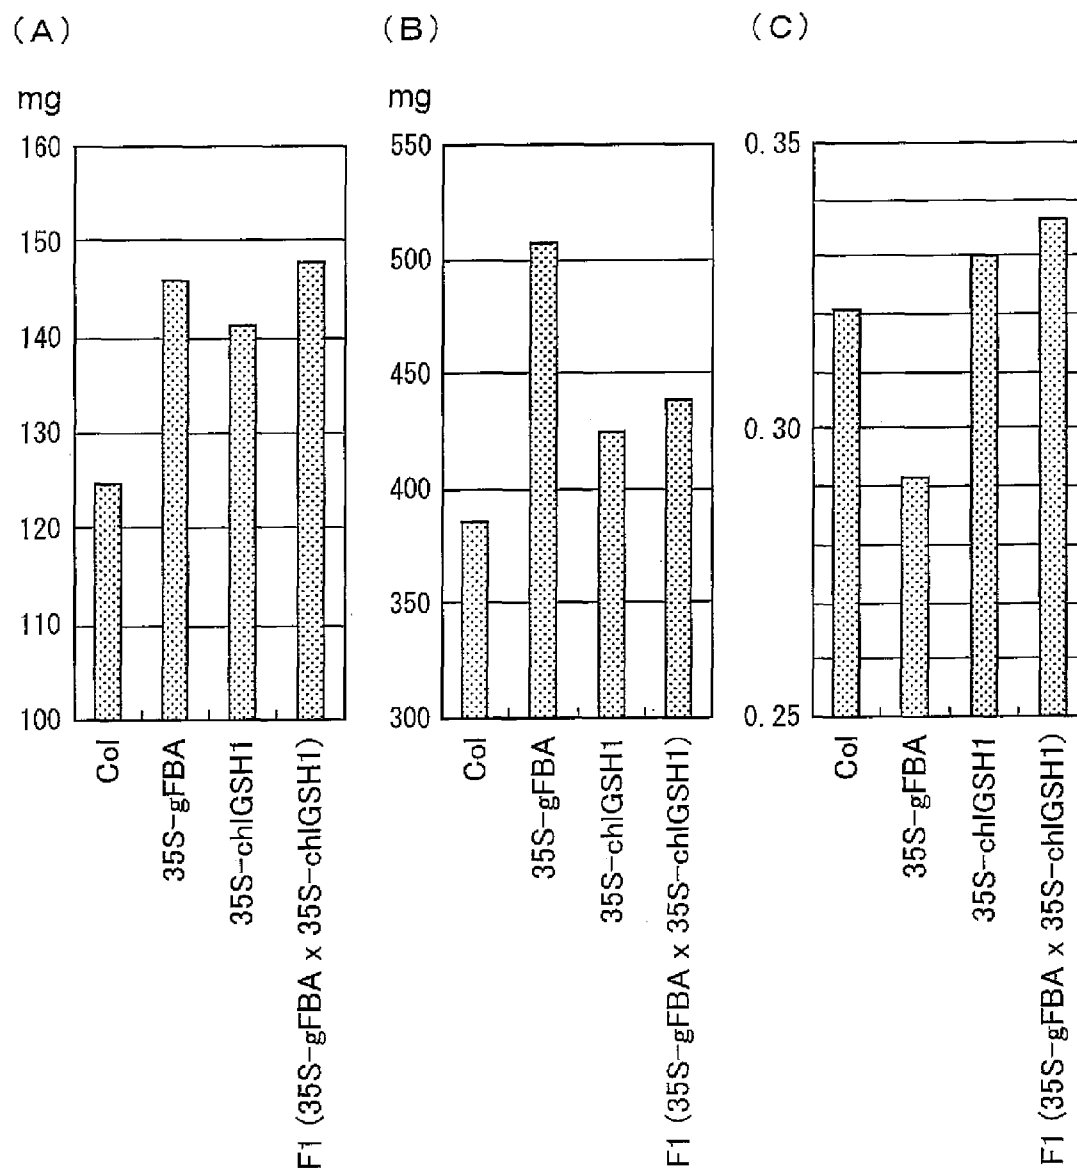 (A)
mg
160
150
140
130
120
110
100
Col
35S-gFBA
35S-chlGSH1
F1 (35S-gFBA x 35S-chlGSH1)
(B)
mg
550
500
450
400
350
300
Col
35S-gFBA
35S-chlGSH1
F1 (35S-gFBA x 35S-chlGSH1)
(C)
0.35
0.30
0.25
Col
35S-gFBA
35S-chlGSH1
F1 (35S-gFBA x 35S-chlGSH1)